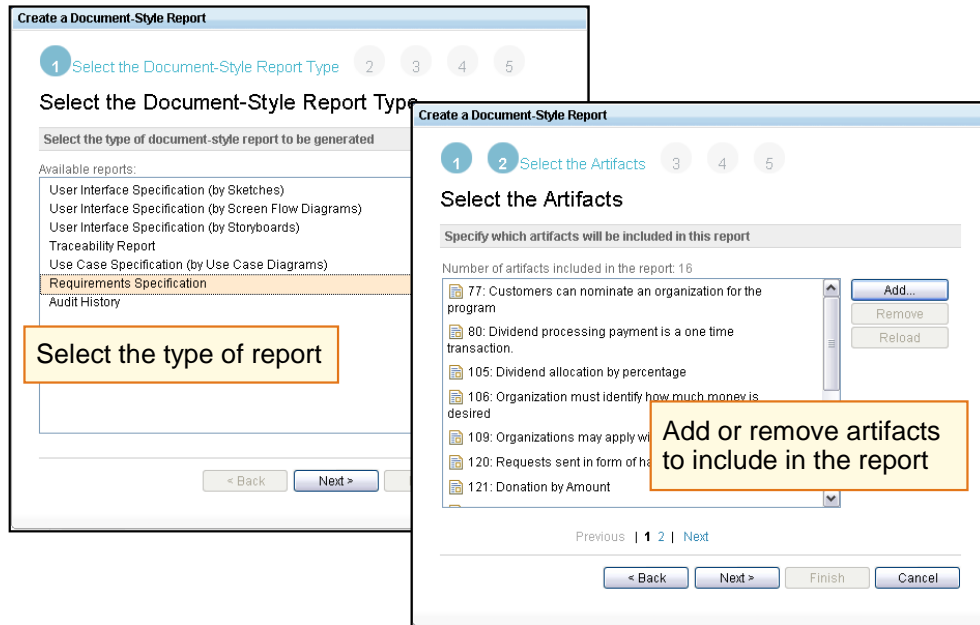 Create a Document-Style Report
1 Select the Document-Style Report Type 2 3 4 5
Select the Document-Style Report Type
Select the type of document-style report to be generated
Available reports:
User Interface Specification (by Sketches)
User Interface Specification (by Screen Flow Diagrams)
User Interface Specification (by Storyboards)
Traceability Report
Use Case Specification (by Use Case Diagrams)
Requirements Specification
Audit History
Select the type of report
< Back Next >
Create a Document-Style Report
1 2 Select the Artifacts 3 4 5
Select the Artifacts
Specify which artifacts will be included in this report
Number of artifacts included in the report: 16
77: Customers can nominate an organization for the
program
80: Dividend processing payment is a one time
transaction.
105: Dividend allocation by percentage
106: Organization must identify how much money is
desired
109: Organizations may apply
120: Requests sent in form of
121: Donation by Amount
Add...
Remove
Reload
Add or remove artifacts
to include in the report
Previous | 1 2 | Next
< Back Next > Finish Cancel